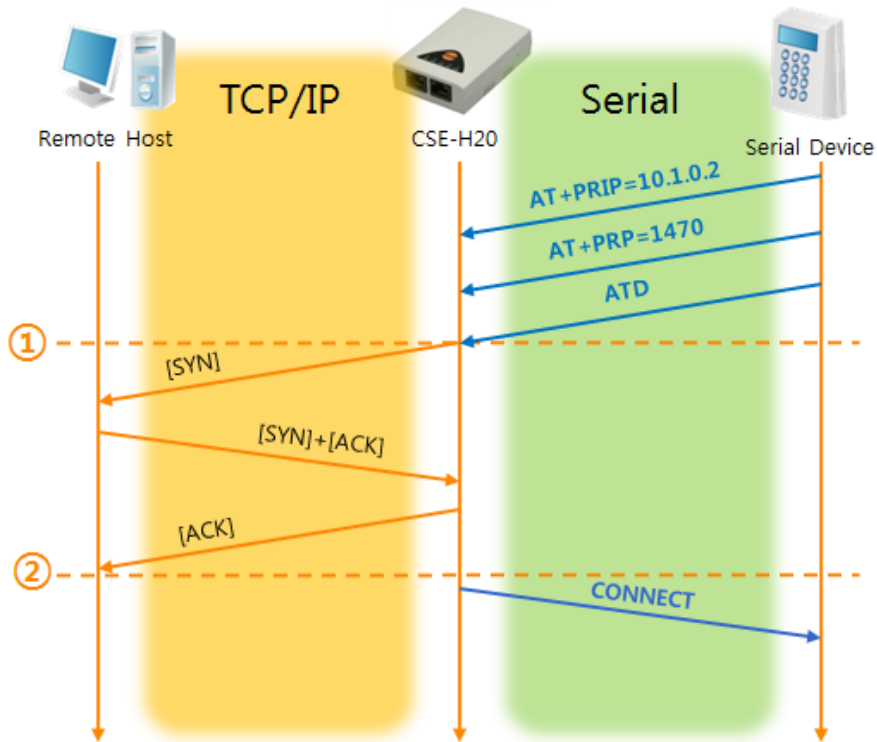 TCP/IP
Serial
Remote Host
CSE-H20
Serial Device
AT+PRIP=10.1.0.2
AT+PRP=1470
ATD
①
[SYN]
[SYN]+[ACK]
[ACK]
②
CONNECT